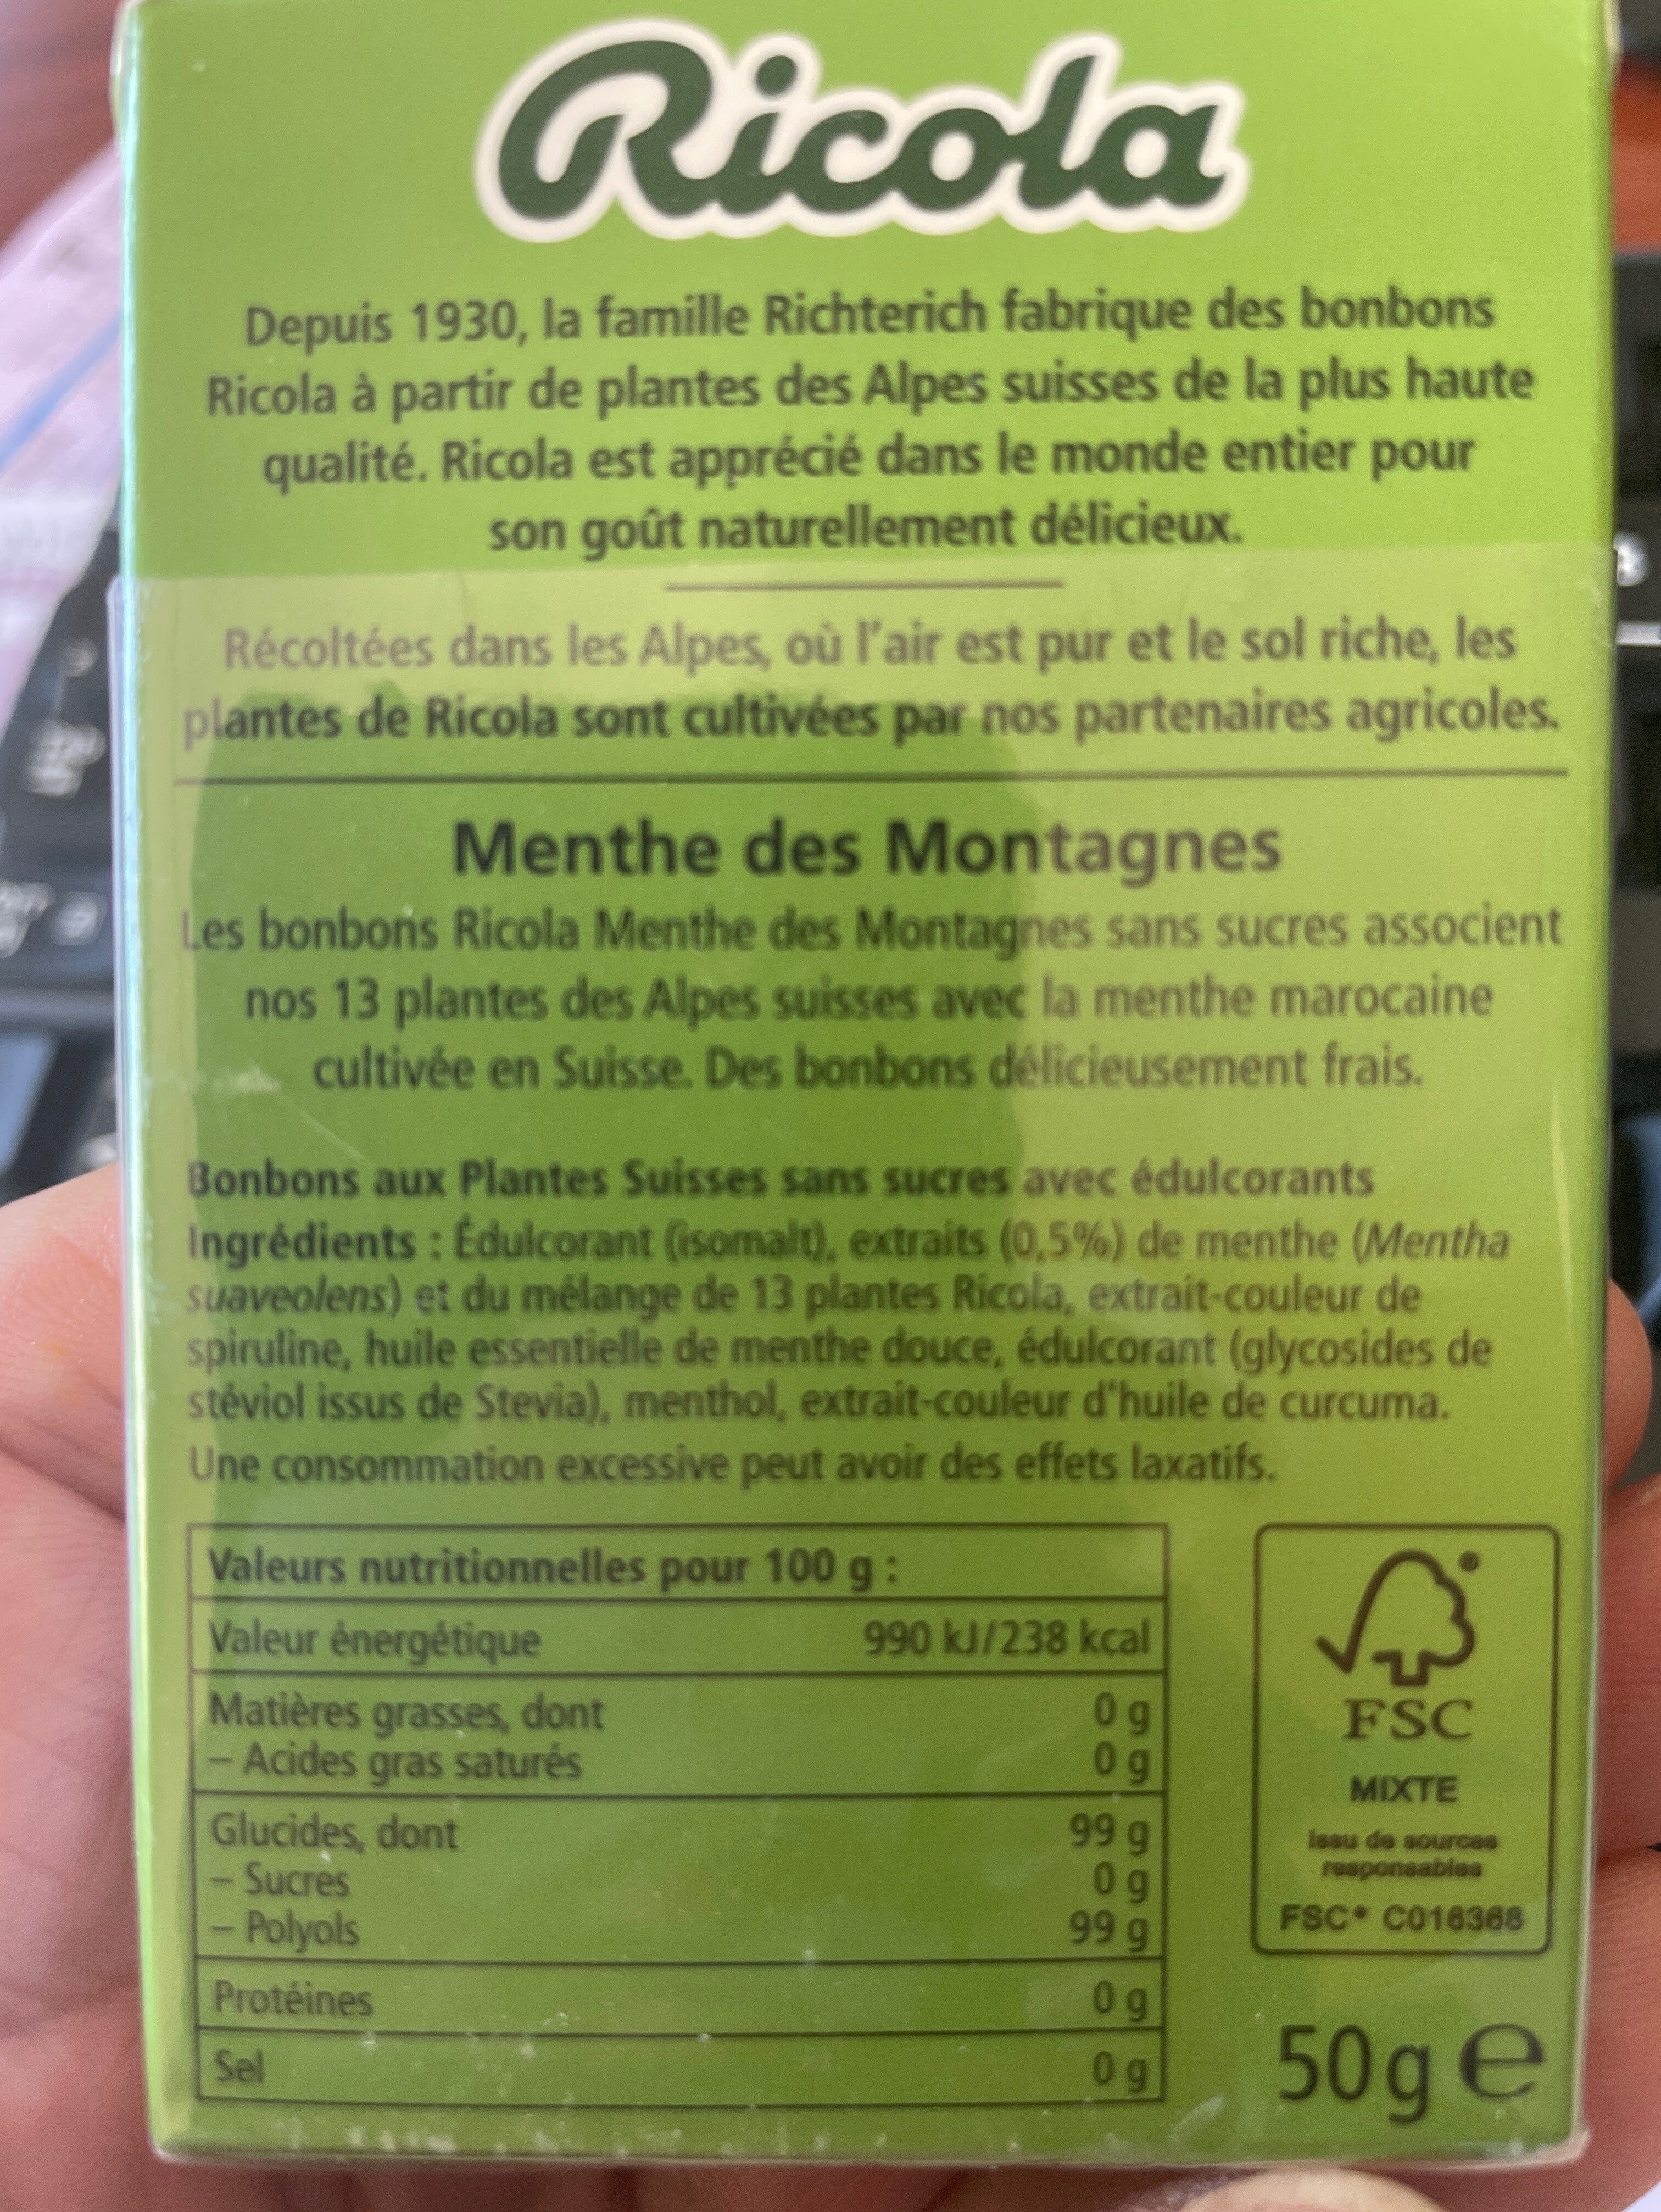 Ricola
Depuis 1930, la famille Richterich fabrique des bonbons
Ricola à partir de plantes des Alpes suisses de la plus haute
qualité. Ricola est apprécié dans le monde entier pour
son goût naturellement délicieux.
Récoltées dans les Alpes, où l'air est pur et le sol riche, les
plantes de Ricola sont cultivées par nos partenaires agricoles.
Menthe des Montagnes
Les bonbons Ricola Menthe des Montagnes sans sucres associent
nos 13 plantes des Alpes suisses avec la menthe marocaine
cultivée en Suisse. Des bonbons délicieusement frais.
Bonbons aux Plantes Suisses sans sucres avec édulcorants
Ingrédients : Édulcorant (isomalt), extraits (0,5%) de menthe (Mentha
suaveolens) et du mélange de 13 plantes Ricola, extrait-couleur de
spiruline, huile essentielle de menthe douce, édulcorant (glycosides de
stéviol issus de Stevia), menthol, extrait-couleur d'huile de curcuma.
Une consommation excessive peut avoir des effets laxatifs.
Valeurs nutritionnelles pour 100 g :
Valeur énergétique 990 kJ/238 kcal
Matières grasses, dont 0 g
– Acides gras saturés 0 g
Glucides, dont 99 g
– Sucres 0 g
– Polyols 99 g
Protéines 0 g
Sel 0 g
FSC
MIXTE
Issu de sources
responsables
FSC® C016368
50 g e